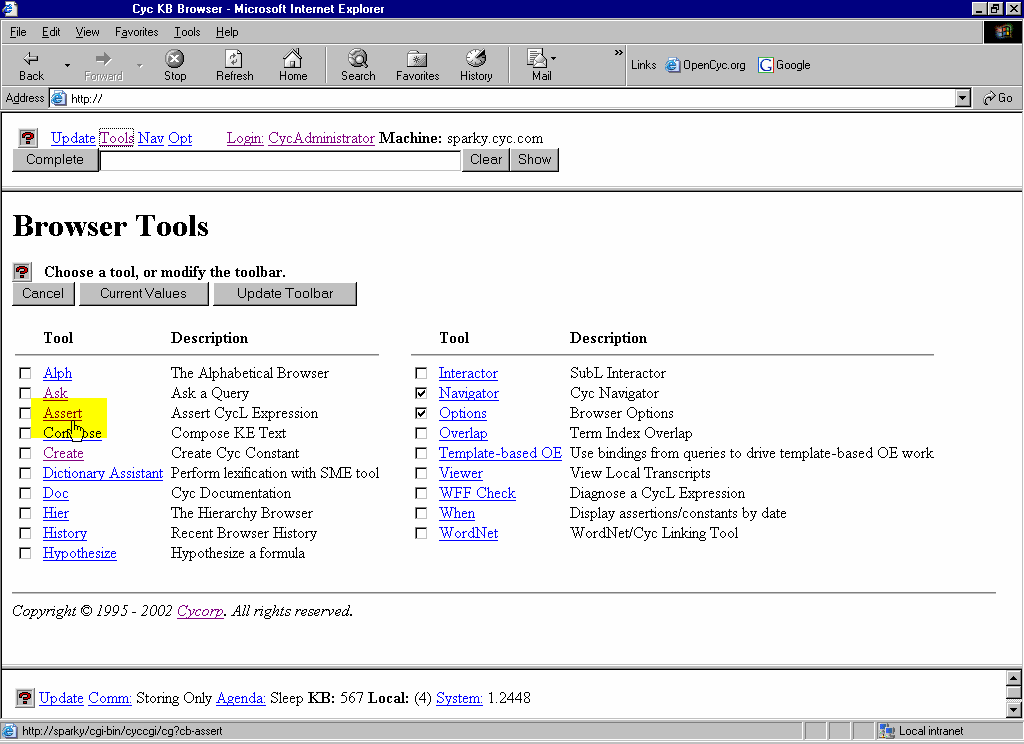 Cyc KB Browser - Microsoft Internet Explorer
File Edit View Favorites Tools Help
Back Forward Stop Refresh Home Search Favorites History Mail » Links OpenCyc.org Google
Address http:// Go
? Update Tools Nav Opt Login: CycAdministrator Machine: sparky.cyc.com
Complete Clear Show
Browser Tools
? Choose a tool, or modify the toolbar.
Cancel Current Values Update Toolbar
Tool Description Tool Description
Alph The Alphabetical Browser Interactor SubL Interactor
Ask Ask a Query Navigator Cyc Navigator
Assert Assert CycL Expression Options Browser Options
Compose Compose KE Text Overlap Term Index Overlap
Create Create Cyc Constant Template-based OE Use bindings from queries to drive template-based OE work
Dictionary Assistant Perform lexification with SME tool Viewer View Local Transcripts
Doc Cyc Documentation WFF Check Diagnose a CycL Expression
Hier The Hierarchy Browser When Display assertions/constants by date
History Recent Browser History WordNet WordNet/Cyc Linking Tool
Hypothesize Hypothesize a formula
Copyright © 1995 - 2002 Cycorp. All rights reserved.
? Update Comm: Storing Only Agenda: Sleep KB: 567 Local: (4) System: 1.2448
http://sparky/cgi-bin/cyccgi/cg?cb-assert Local intranet